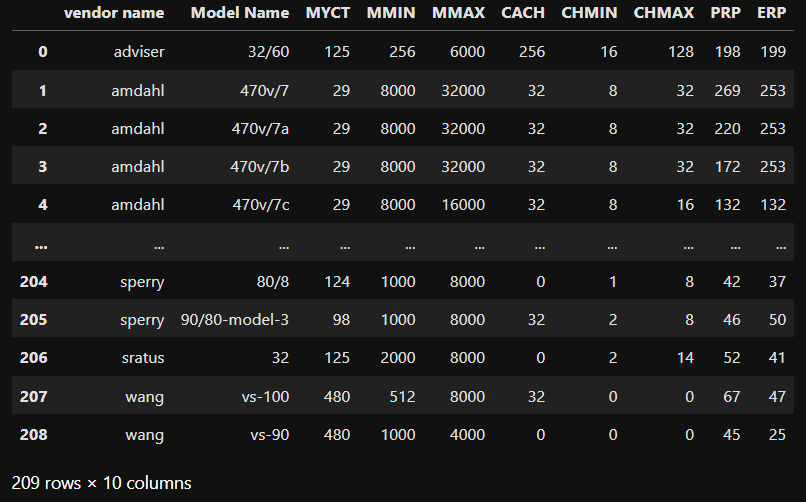 vendor name Model Name MYCT MMIN MMAX CACH CHMIN CHMAX PRP ERP
0 adviser 32/60 125 256 6000 256 16 128 198 199
1 amdahl 470v/7 29 8000 32000 32 8 32 269 253
2 amdahl 470v/7a 29 8000 32000 32 8 32 220 253
3 amdahl 470v/7b 29 8000 32000 32 8 32 172 253
4 amdahl 470v/7c 29 8000 16000 32 8 16 132 132
... ... ... ... ... ... ... ... ... ... ...
204 sperry 80/8 124 1000 8000 0 1 8 42 37
205 sperry 90/80-model-3 98 1000 8000 32 2 8 46 50
206 sratus 32 125 2000 8000 0 2 14 52 41
207 wang vs-100 480 512 8000 32 0 0 67 47
208 wang vs-90 480 1000 4000 0 0 0 45 25
209 rows × 10 columns